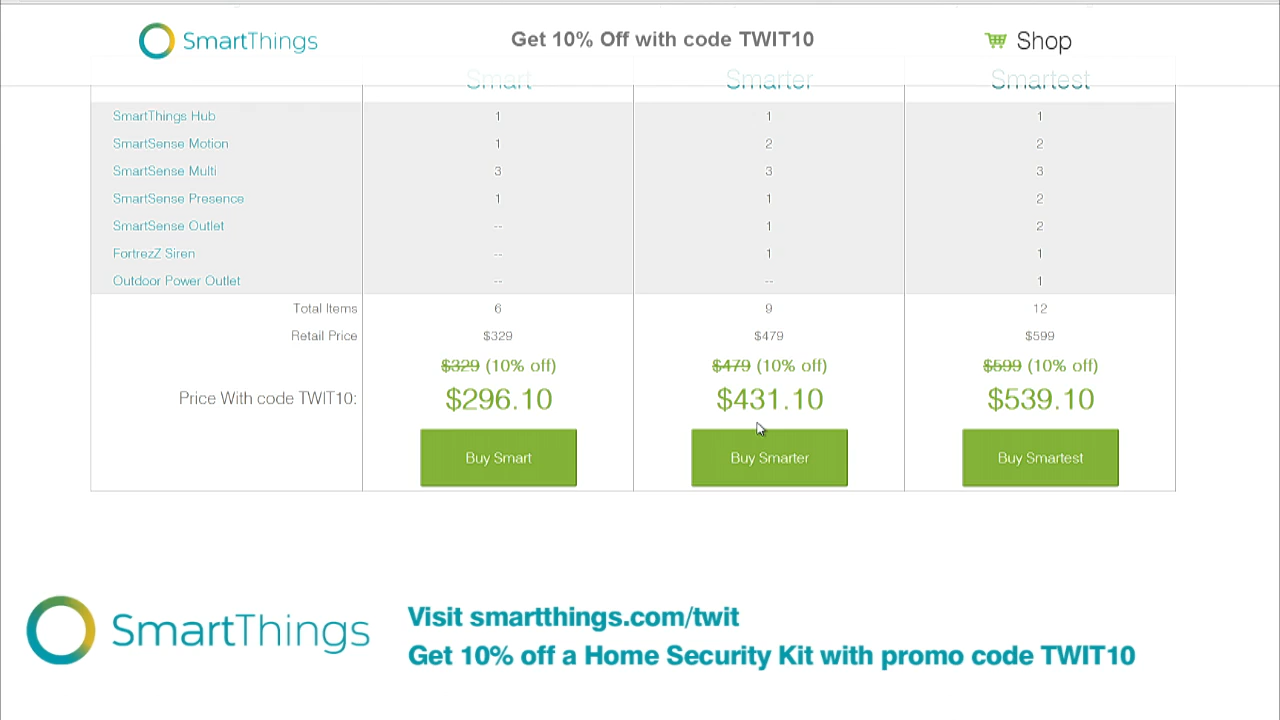 SmartThings Get 10% Off with code TWIT10 Shop
Smart Smarter Smartest
SmartThings Hub 1 1 1
SmartSense Motion 1 2 2
SmartSense Multi 3 3 3
SmartSense Presence 1 1 2
SmartSense Outlet -- 1 2
FortrezZ Siren -- 1 1
Outdoor Power Outlet -- -- 1
Total Items 6 9 12
Retail Price $329 $479 $599
$329 (10% off) $479 (10% off) $599 (10% off)
Price With code TWIT10: $296.10 $431.10 $539.10
Buy Smart Buy Smarter Buy Smartest
SmartThings
Visit smartthings.com/twit
Get 10% off a Home Security Kit with promo code TWIT10